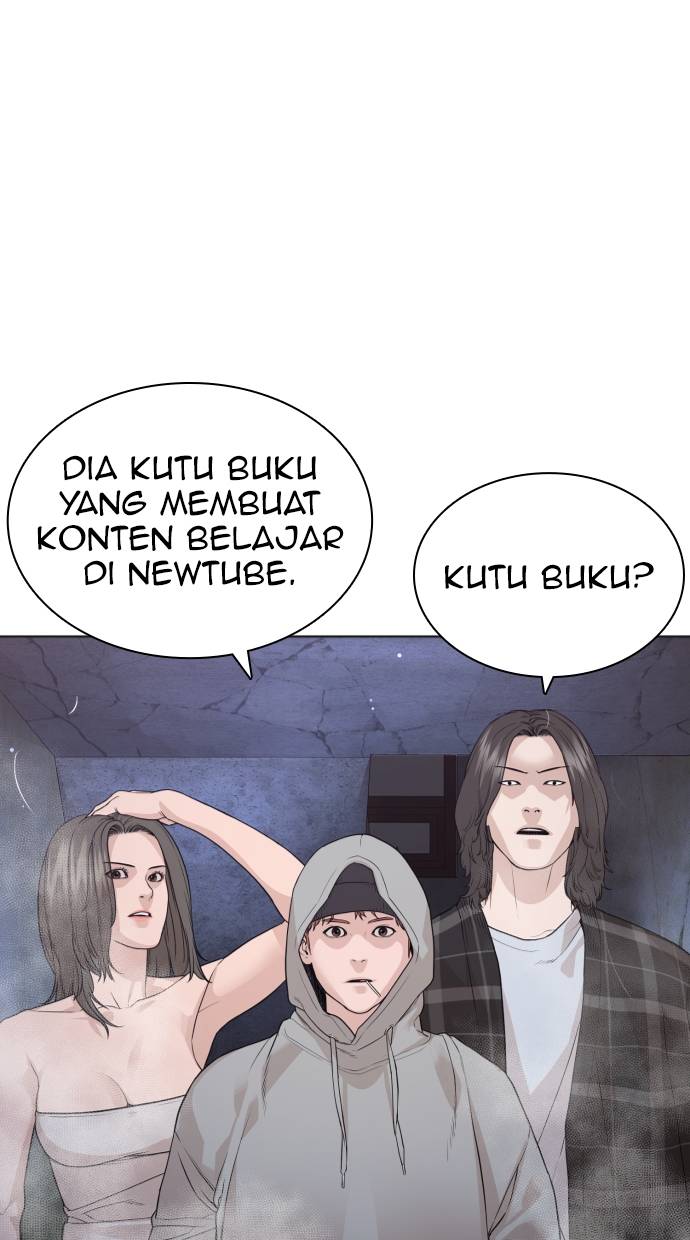 DIA KUTU BUKU
YANG MEMBUAT
KONTEN BELAJAR
DI NEWTUBE.
KUTU BUKU?